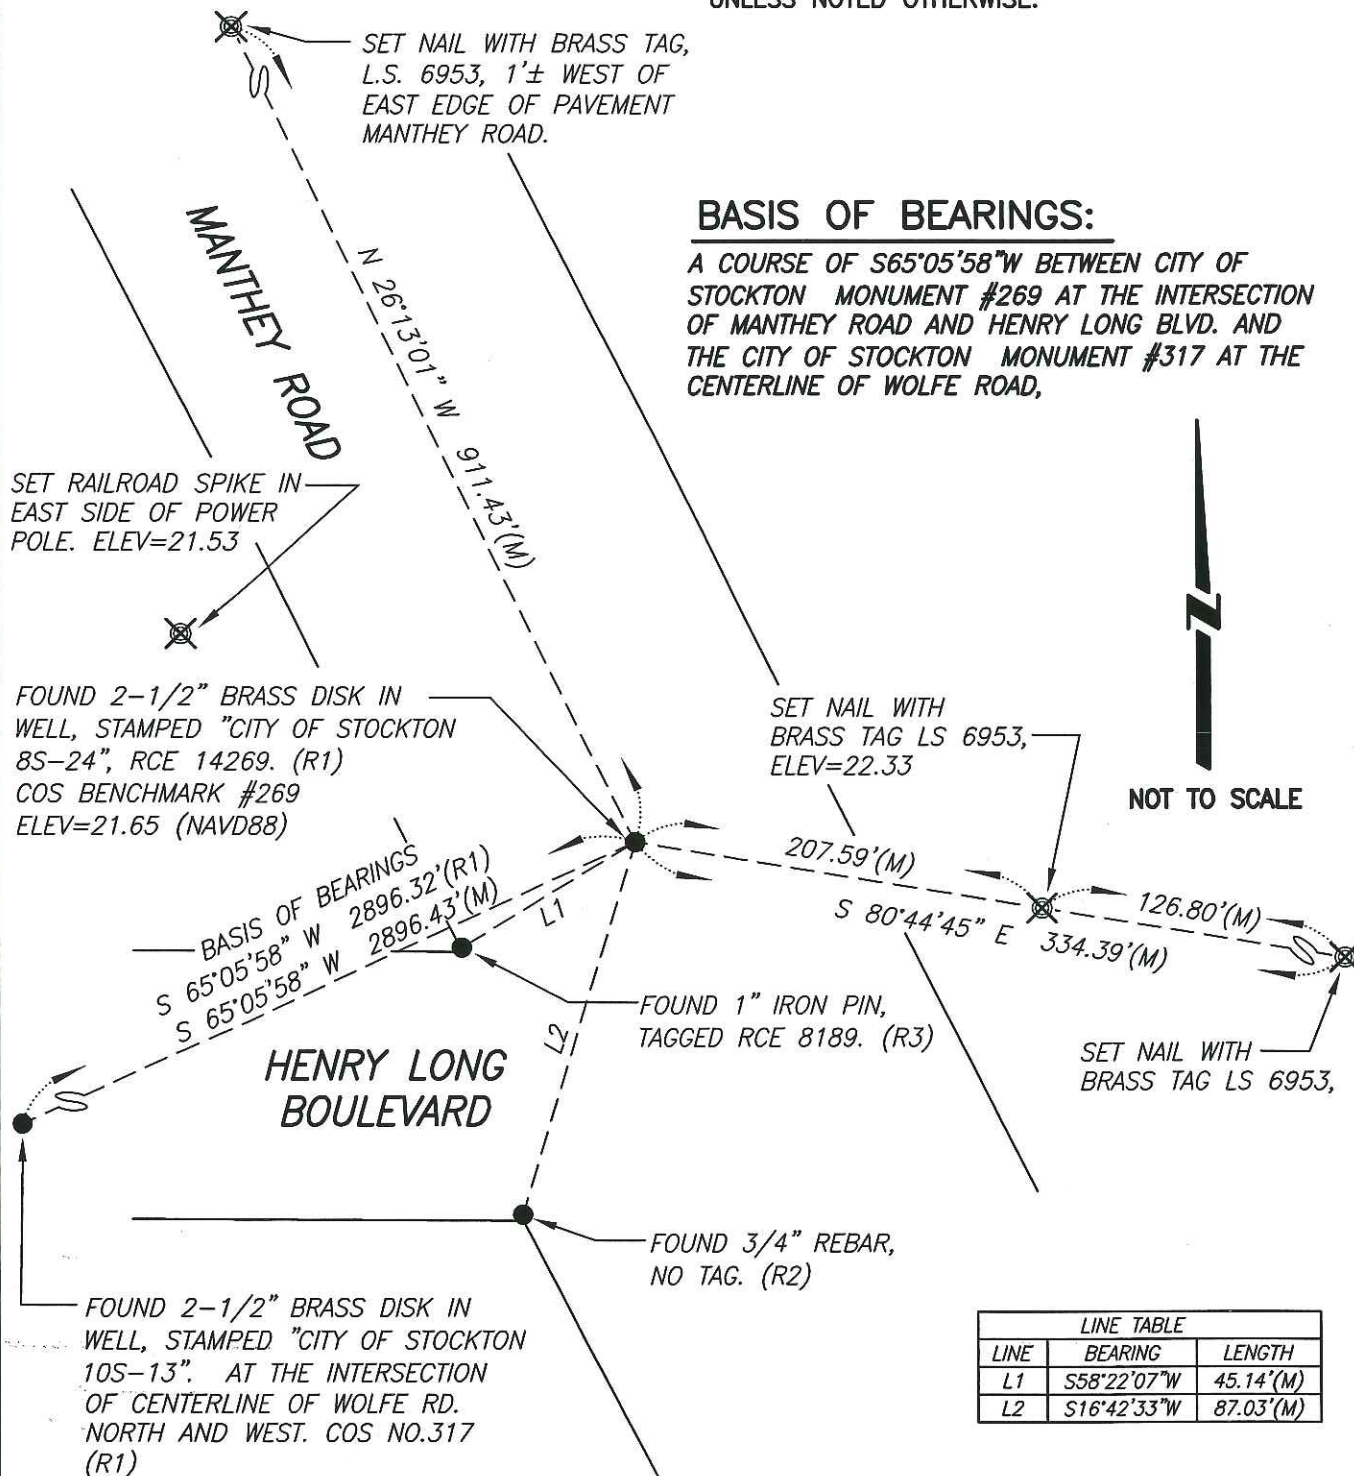 UNLESS NOTED OTHERWISE.
SET NAIL WITH BRASS TAG,
L.S. 6953, 1'± WEST OF
EAST EDGE OF PAVEMENT
MANTHEY ROAD.
MANTHEY ROAD
N 26°13'01" W 911.43'(M)
BASIS OF BEARINGS:
A COURSE OF S65°05'58"W BETWEEN CITY OF
STOCKTON MONUMENT #269 AT THE INTERSECTION
OF MANTHEY ROAD AND HENRY LONG BLVD. AND
THE CITY OF STOCKTON MONUMENT #317 AT THE
CENTERLINE OF WOLFE ROAD,
SET RAILROAD SPIKE IN
EAST SIDE OF POWER
POLE. ELEV=21.53
FOUND 2-1/2" BRASS DISK IN
WELL, STAMPED "CITY OF STOCKTON
8S-24", RCE 14269. (R1)
COS BENCHMARK #269
ELEV=21.65 (NAVD88)
SET NAIL WITH
BRASS TAG LS 6953,
ELEV=22.33
N
NOT TO SCALE
207.59'(M)
126.80'(M)
S 80°44'45" E 334.39'(M)
BASIS OF BEARINGS
S 65°05'58" W 2896.32'(R1)
S 65°05'58" W 2896.43'(M)
L1
L2
FOUND 1" IRON PIN,
TAGGED RCE 8189. (R3)
SET NAIL WITH
BRASS TAG LS 6953,
HENRY LONG
BOULEVARD
FOUND 3/4" REBAR,
NO TAG. (R2)
FOUND 2-1/2" BRASS DISK IN
WELL, STAMPED "CITY OF STOCKTON
10S-13". AT THE INTERSECTION
OF CENTERLINE OF WOLFE RD.
NORTH AND WEST. COS NO.317
(R1)
LINE TABLE
LINE BEARING LENGTH
L1 S58°22'07"W 45.14'(M)
L2 S16°42'33"W 87.03'(M)